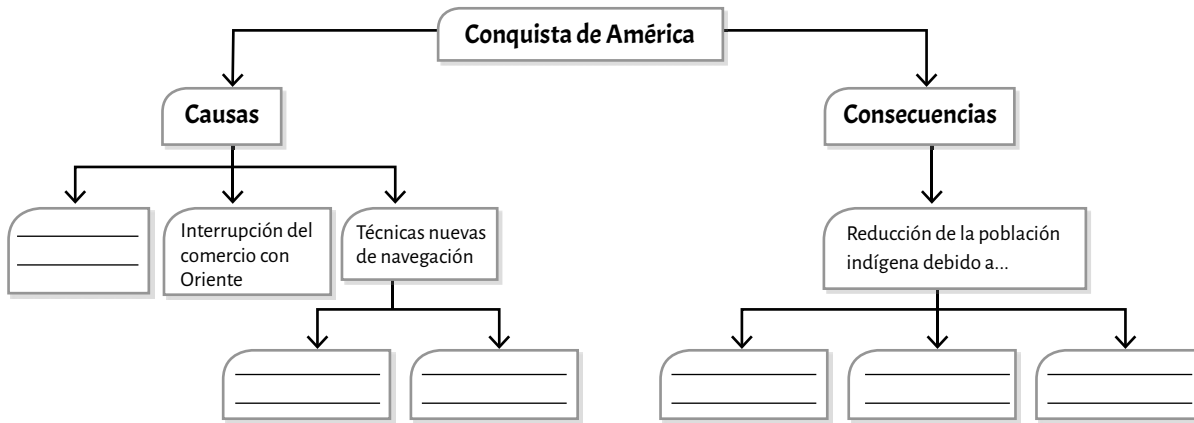 Conquista de América
Causas
Consecuencias
Interrupción del
comercio con
Oriente
Técnicas nuevas
de navegación
Reducción de la población
indígena debido a...